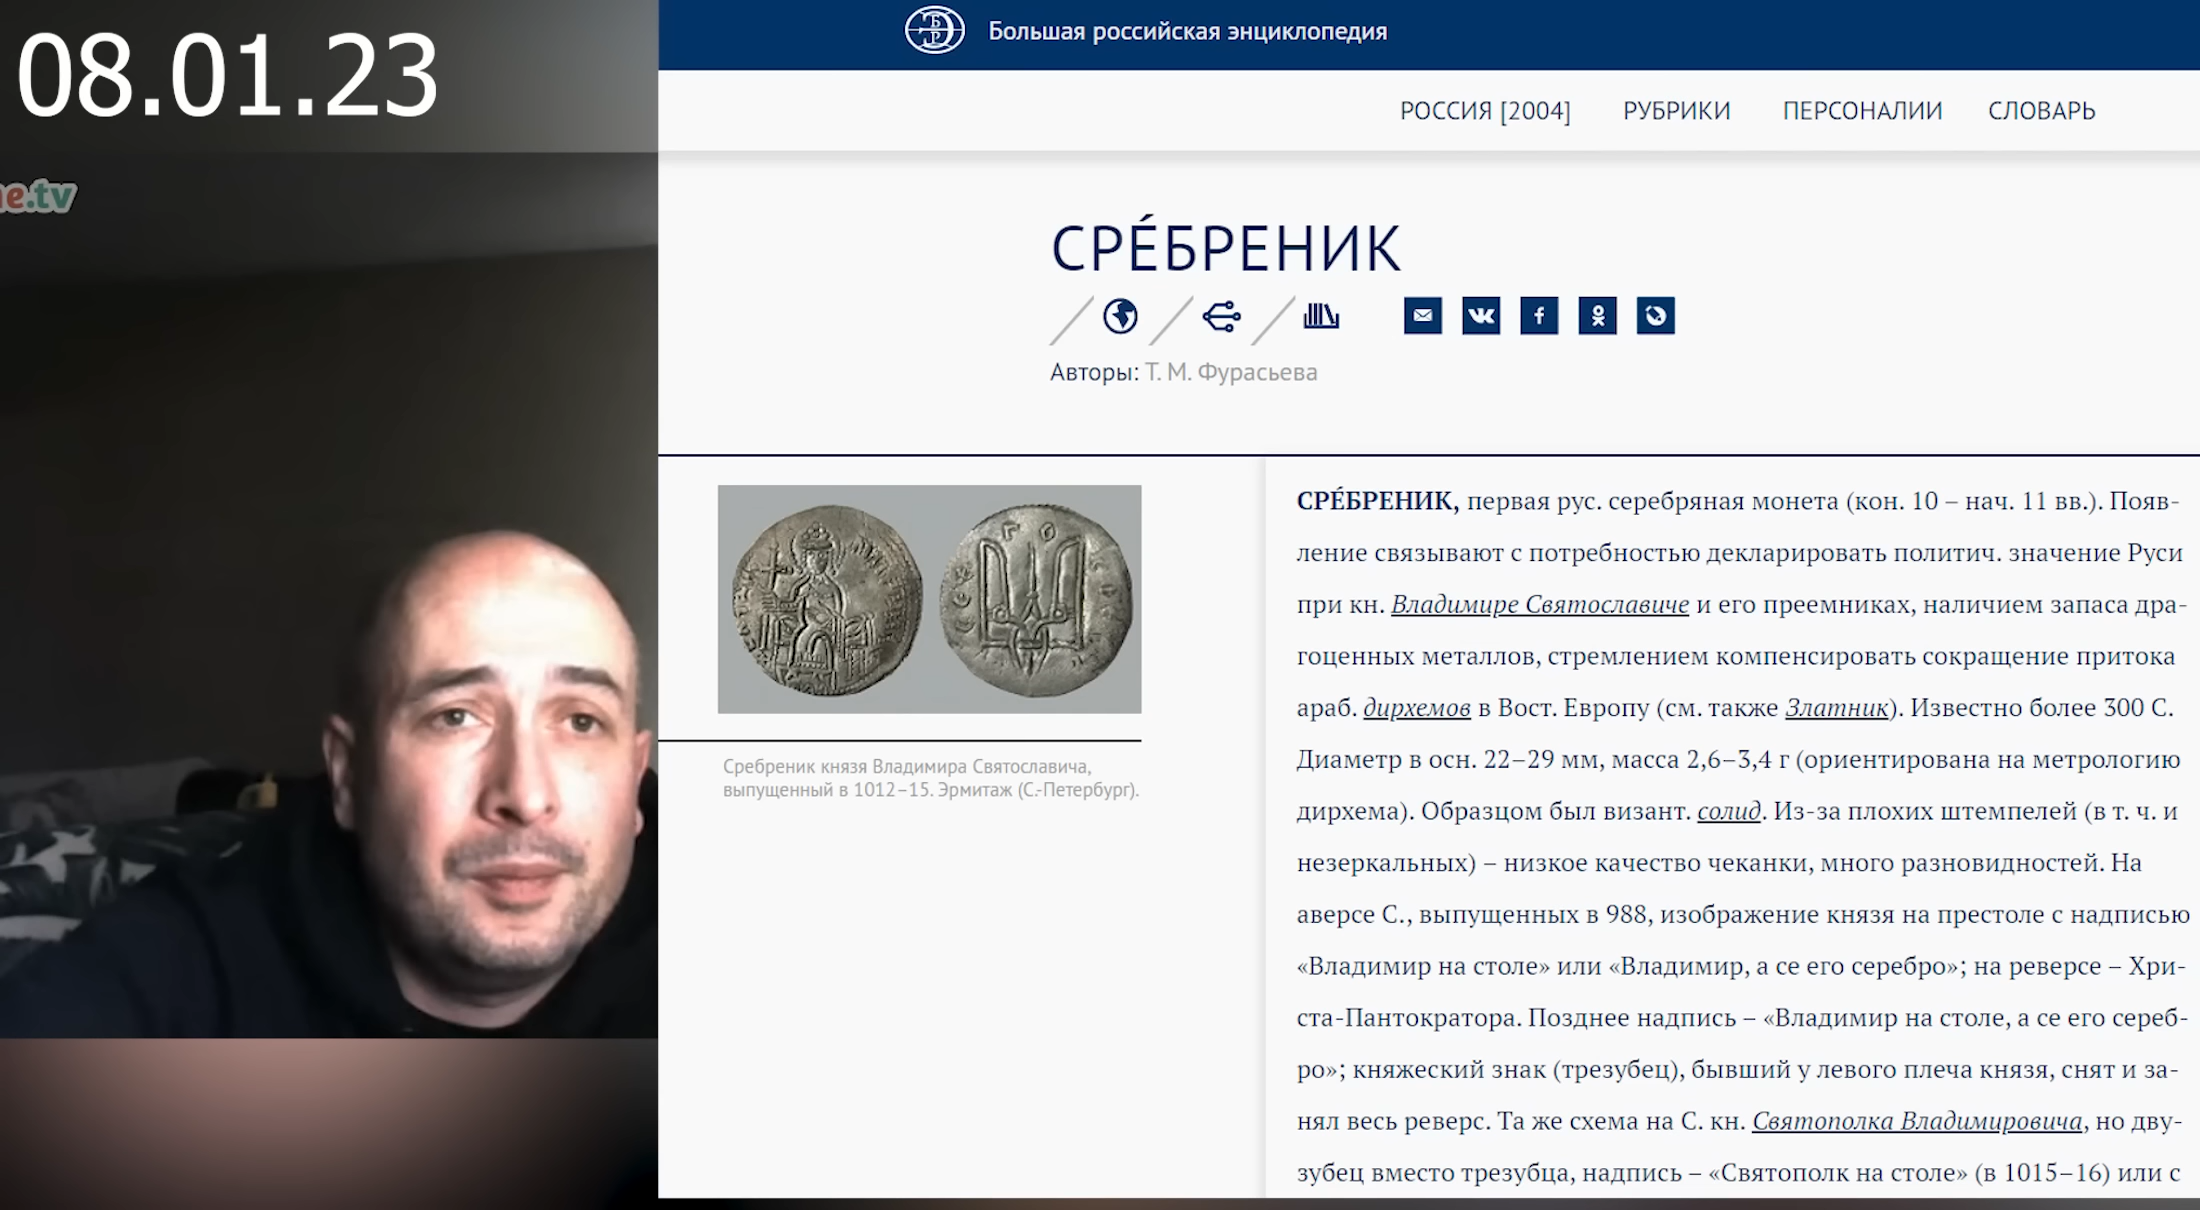 08.01.23
e.tv
Большая российская энциклопедия
РОССИЯ [2004] РУБРИКИ ПЕРСОНАЛИИ СЛОВАРЬ
СРЕ́БРЕНИК
Авторы: Т. М. Фурасьева
Сребреник князя Владимира Святославича,
выпущенный в 1012–15. Эрмитаж (С.-Петербург).
СРЕ́БРЕНИК, первая рус. серебряная монета (кон. 10 – нач. 11 вв.). Появ-
ление связывают с потребностью декларировать политич. значение Руси
при кн. Владимире Святославиче и его преемниках, наличием запаса дра-
гоценных металлов, стремлением компенсировать сокращение притока
араб. дирхемов в Вост. Европу (см. также Златник). Известно более 300 С.
Диаметр в осн. 22–29 мм, масса 2,6–3,4 г (ориентирована на метрологию
дирхема). Образцом был визант. солид. Из-за плохих штемпелей (в т. ч. и
незеркальных) – низкое качество чеканки, много разновидностей. На
аверсе С., выпущенных в 988, изображение князя на престоле с надписью
«Владимир на столе» или «Владимир, а се его серебро»; на реверсе – Хри-
ста-Пантократора. Позднее надпись – «Владимир на столе, а се его сереб-
ро»; княжеский знак (трезубец), бывший у левого плеча князя, снят и за-
нял весь реверс. Та же схема на С. кн. Святополка Владимировича, но дву-
зубец вместо трезубца, надпись – «Святополк на столе» (в 1015–16) или с